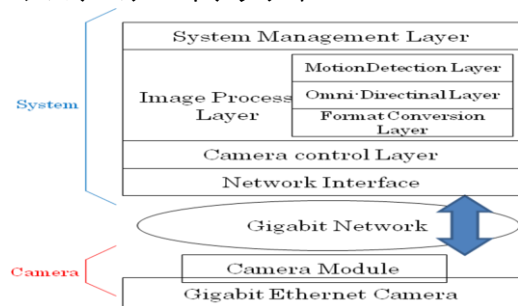 System Management Layer
MotionDetection Layer
Omni·Directinal Layer
Format Conversion
Layer
Image Process
Layer
System
Camera control Layer
Network Interface
Gigabit Network
Camera Module
Camera
Gigabit Ethernet Camera